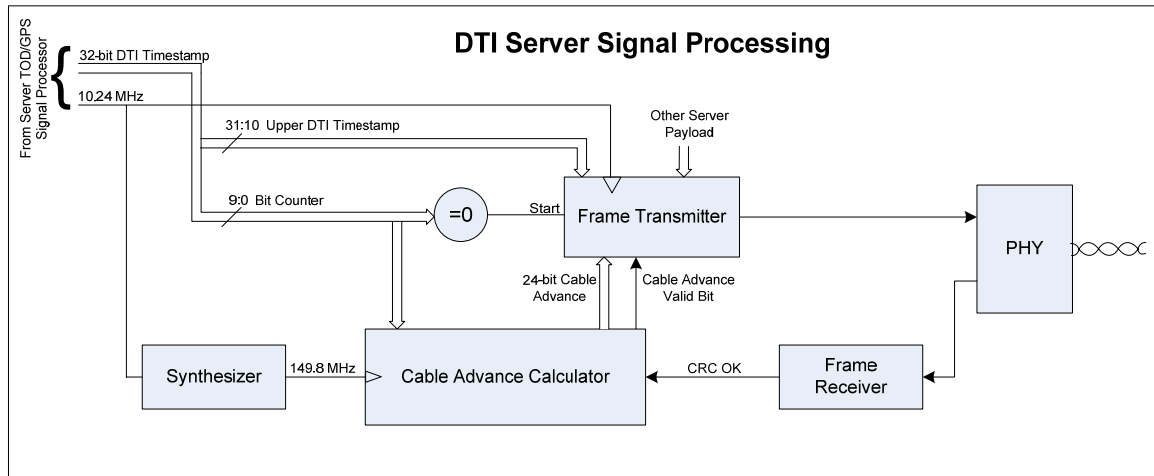 DTI Server Signal Processing
From Server TOD/GPS
Signal Processor
32-bit DTI Timestamp
10.24 MHz
31:10 Upper DTI Timestamp
Other Server
Payload
9:0 Bit Counter
=0
Start
Frame Transmitter
PHY
24-bit Cable
Advance
Cable Advance
Valid Bit
Synthesizer
149.8 MHz
Cable Advance Calculator
CRC OK
Frame
Receiver